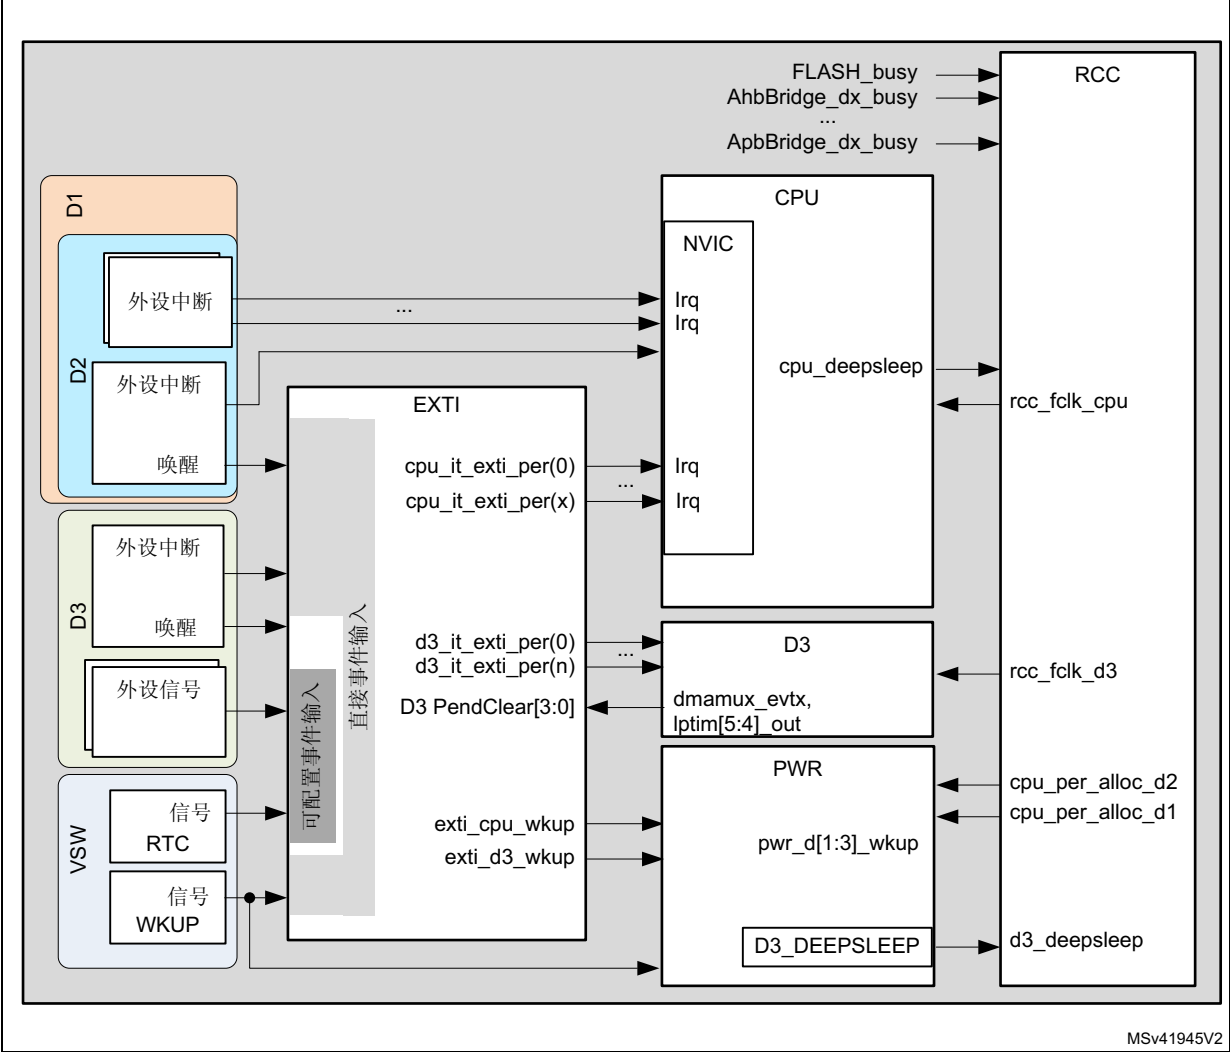 FLASH_busy
AhbBridge_dx_busy
...
ApbBridge_dx_busy
RCC
D1
D2
外设中断
外设中断
唤醒
...
CPU
NVIC
Irq
Irq
cpu_deepsleep
rcc_fclk_cpu
EXTI
cpu_it_exti_per(0)
...
cpu_it_exti_per(x)
Irq
Irq
D3
外设中断
唤醒
外设信号
直接事件输入
可配置事件输入
d3_it_exti_per(0)
...
d3_it_exti_per(n)
D3 PendClear[3:0]
D3
dmamux_evtx,
lptim[5:4]_out
rcc_fclk_d3
VSW
信号
RTC
信号
WKUP
exti_cpu_wkup
exti_d3_wkup
PWR
pwr_d[1:3]_wkup
D3_DEEPSLEEP
cpu_per_alloc_d2
cpu_per_alloc_d1
d3_deepsleep
MSv41945V2